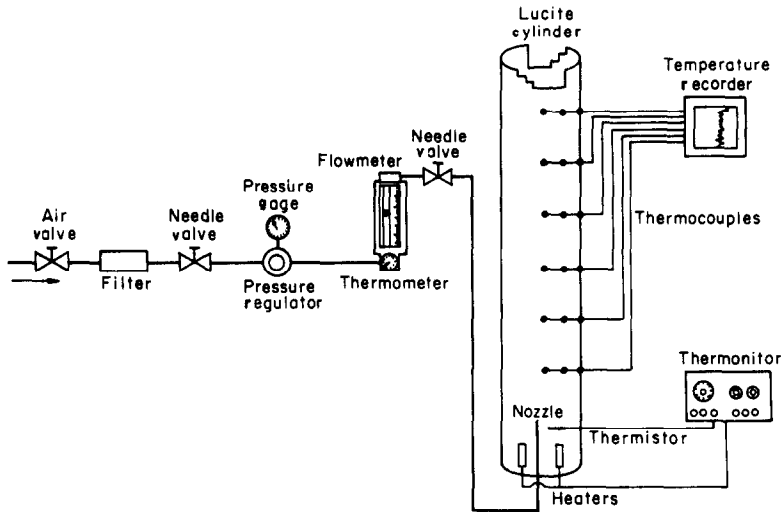 Lucite
cylinder
Temperature
recorder
Needle
valve
Flowmeter
Pressure
gage
Air
valve
Needle
valve
Thermocouples
Filter
Pressure
regulator
Thermometer
Thermonitor
Nozzle
Thermistor
Heaters